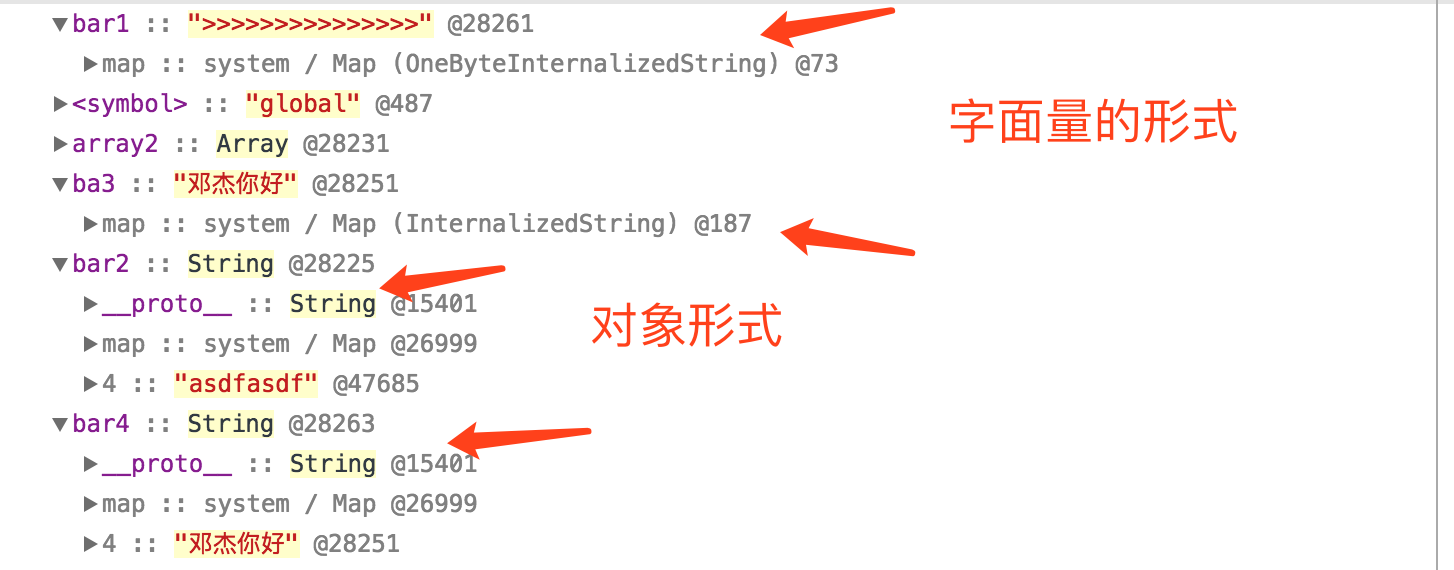 ▼bar1 :: ">>>>>>>>>>>>>>>" @28261
▶map :: system / Map (OneByteInternalizedString) @73
▶<symbol> :: "global" @487
字面量的形式
▶array2 :: Array @28231
▼ba3 :: "邓杰你好" @28251
▶map :: system / Map (InternalizedString) @187
▼bar2 :: String @28225
▶__proto__ :: String @15401
对象形式
▶map :: system / Map @26999
▶4 :: "asdfasdf" @47685
▼bar4 :: String @28263
▶__proto__ :: String @15401
▶map :: system / Map @26999
▶4 :: "邓杰你好" @28251